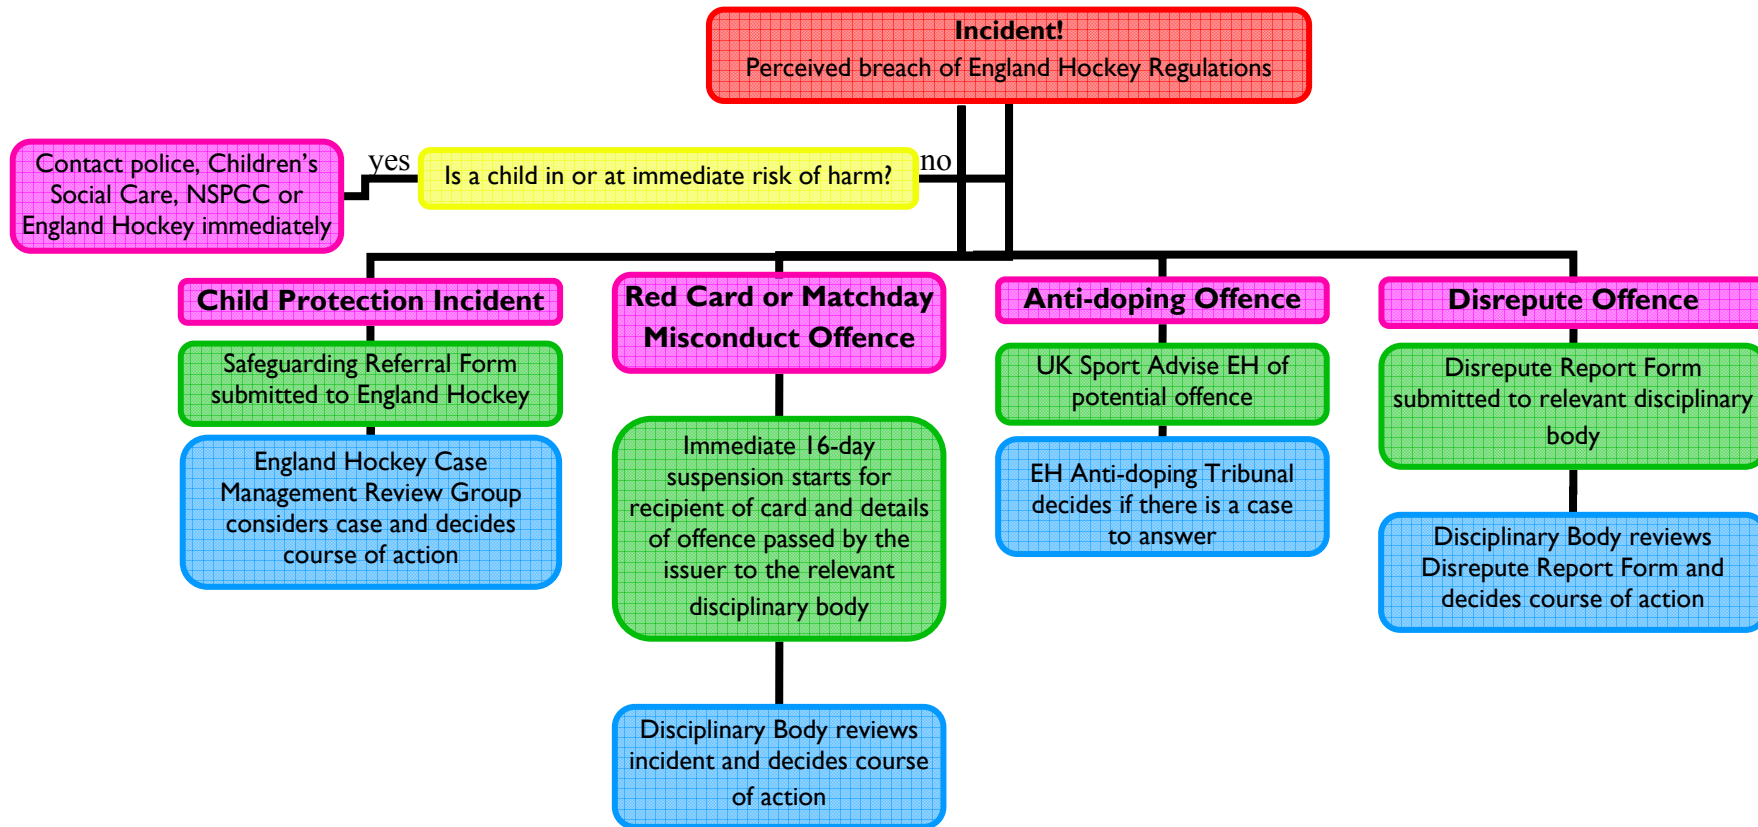 Incident!
Perceived breach of England Hockey Regulations
Contact police, Children’s
Social Care, NSPCC or
England Hockey immediately
yes
Is a child in or at immediate risk of harm?
no
Child Protection Incident
Safeguarding Referral Form
submitted to England Hockey
England Hockey Case
Management Review Group
considers case and decides
course of action
Red Card or Matchday
Misconduct Offence
Immediate 16-day
suspension starts for
recipient of card and details
of offence passed by the
issuer to the relevant
disciplinary body
Disciplinary Body reviews
incident and decides course
of action
Anti-doping Offence
UK Sport Advise EH of
potential offence
EH Anti-doping Tribunal
decides if there is a case
to answer
Disrepute Offence
Disrepute Report Form
submitted to relevant disciplinary
body
Disciplinary Body reviews
Disrepute Report Form and
decides course of action